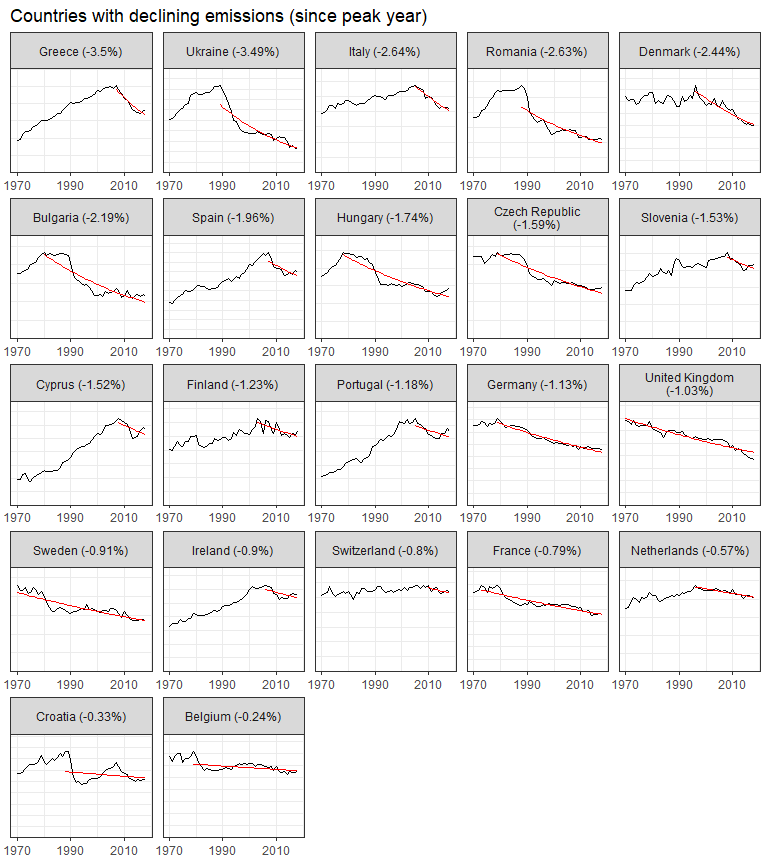 Countries with declining emissions (since peak year)
Greece (-3.5%)
Ukraine (-3.49%)
Italy (-2.64%)
Romania (-2.63%)
Denmark (-2.44%)
1970 1990 2010
1970 1990 2010
1970 1990 2010
1970 1990 2010
1970 1990 2010
Bulgaria (-2.19%)
Spain (-1.96%)
Hungary (-1.74%)
Czech Republic
(-1.59%)
Slovenia (-1.53%)
1970 1990 2010
1970 1990 2010
1970 1990 2010
1970 1990 2010
1970 1990 2010
Cyprus (-1.52%)
Finland (-1.23%)
Portugal (-1.18%)
Germany (-1.13%)
United Kingdom
(-1.03%)
1970 1990 2010
1970 1990 2010
1970 1990 2010
1970 1990 2010
1970 1990 2010
Sweden (-0.91%)
Ireland (-0.9%)
Switzerland (-0.8%)
France (-0.79%)
Netherlands (-0.57%)
1970 1990 2010
1970 1990 2010
1970 1990 2010
1970 1990 2010
1970 1990 2010
Croatia (-0.33%)
Belgium (-0.24%)
1970 1990 2010
1970 1990 2010